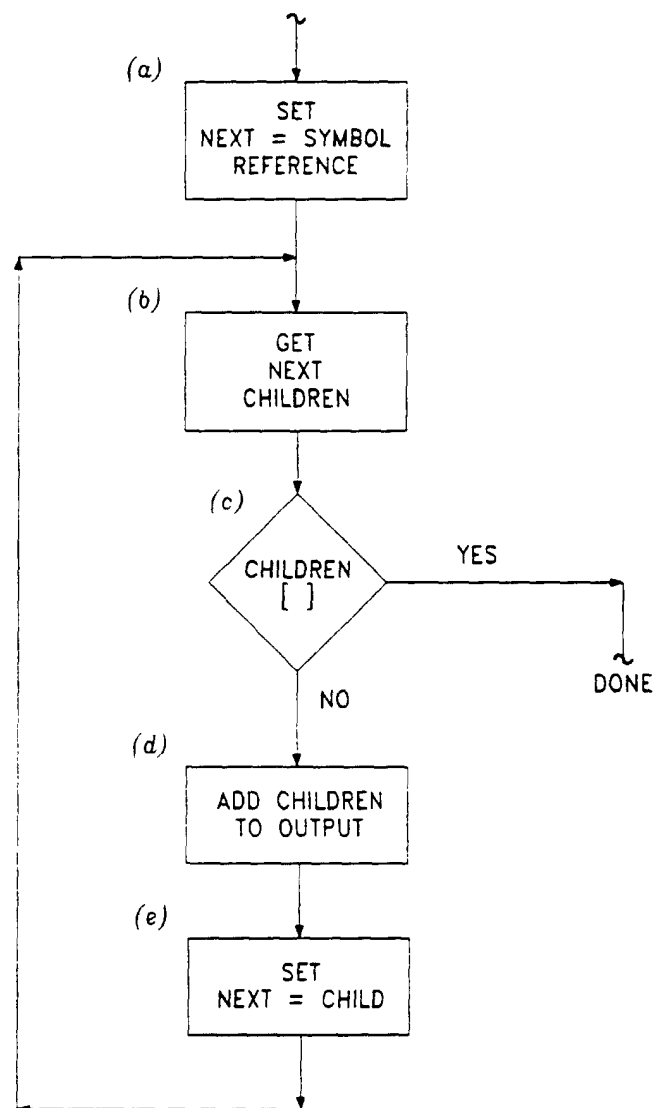 (a)
SET
NEXT = SYMBOL
REFERENCE
(b)
GET
NEXT
CHILDREN
(c)
CHILDREN
[ ]
YES
DONE
NO
(d)
ADD CHILDREN
TO OUTPUT
(e)
SET
NEXT = CHILD